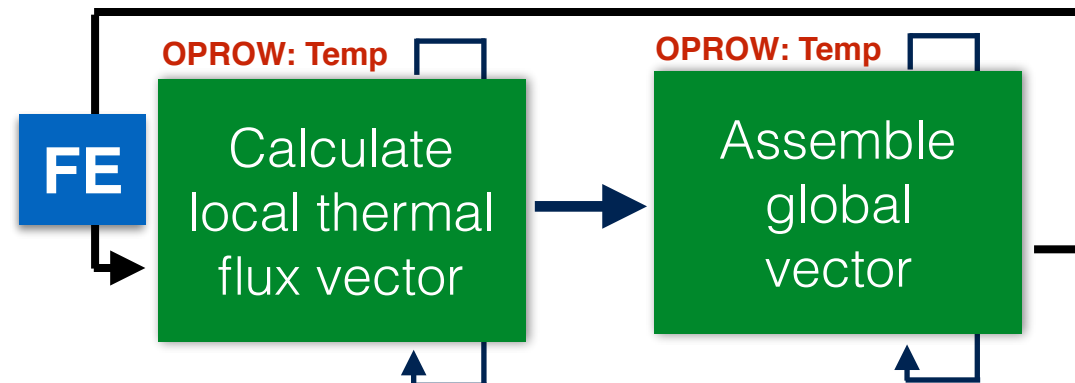 OPROW: Temp
OPROW: Temp
FE
Calculate
local thermal
flux vector
Assemble
global
vector